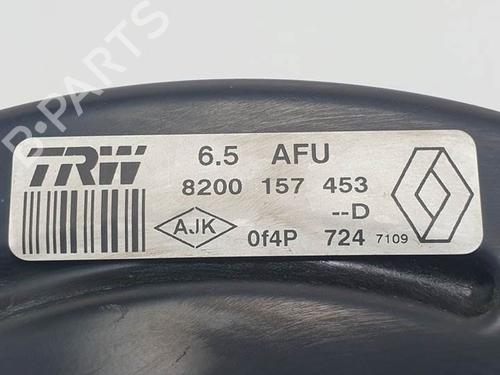 B-PARTS
TRW
6.5 AFU
8200 157 453
--D
AJK
0f4P 724 7109